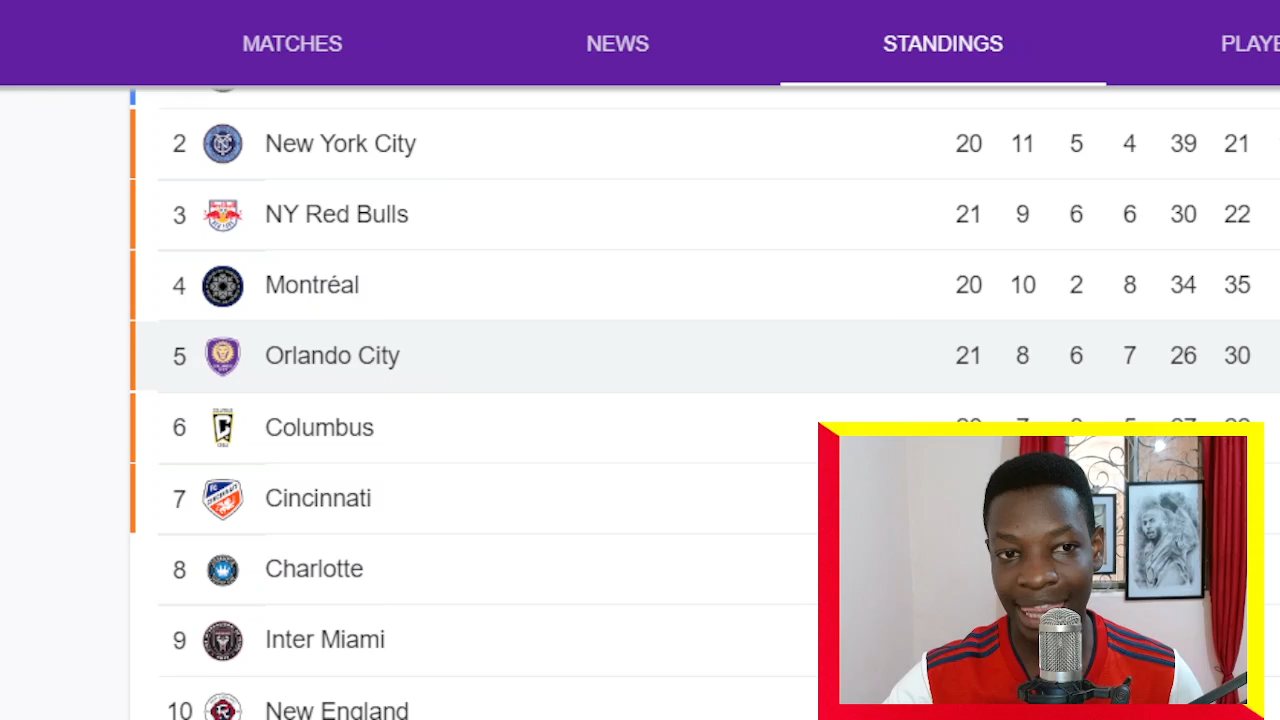 MATCHES NEWS STANDINGS PLAYE
2 New York City 20 11 5 4 39 21
3 NY Red Bulls 21 9 6 6 30 22
4 Montréal 20 10 2 8 34 35
5 Orlando City 21 8 6 7 26 30
6 Columbus
7 Cincinnati
8 Charlotte
9 Inter Miami
10 New England